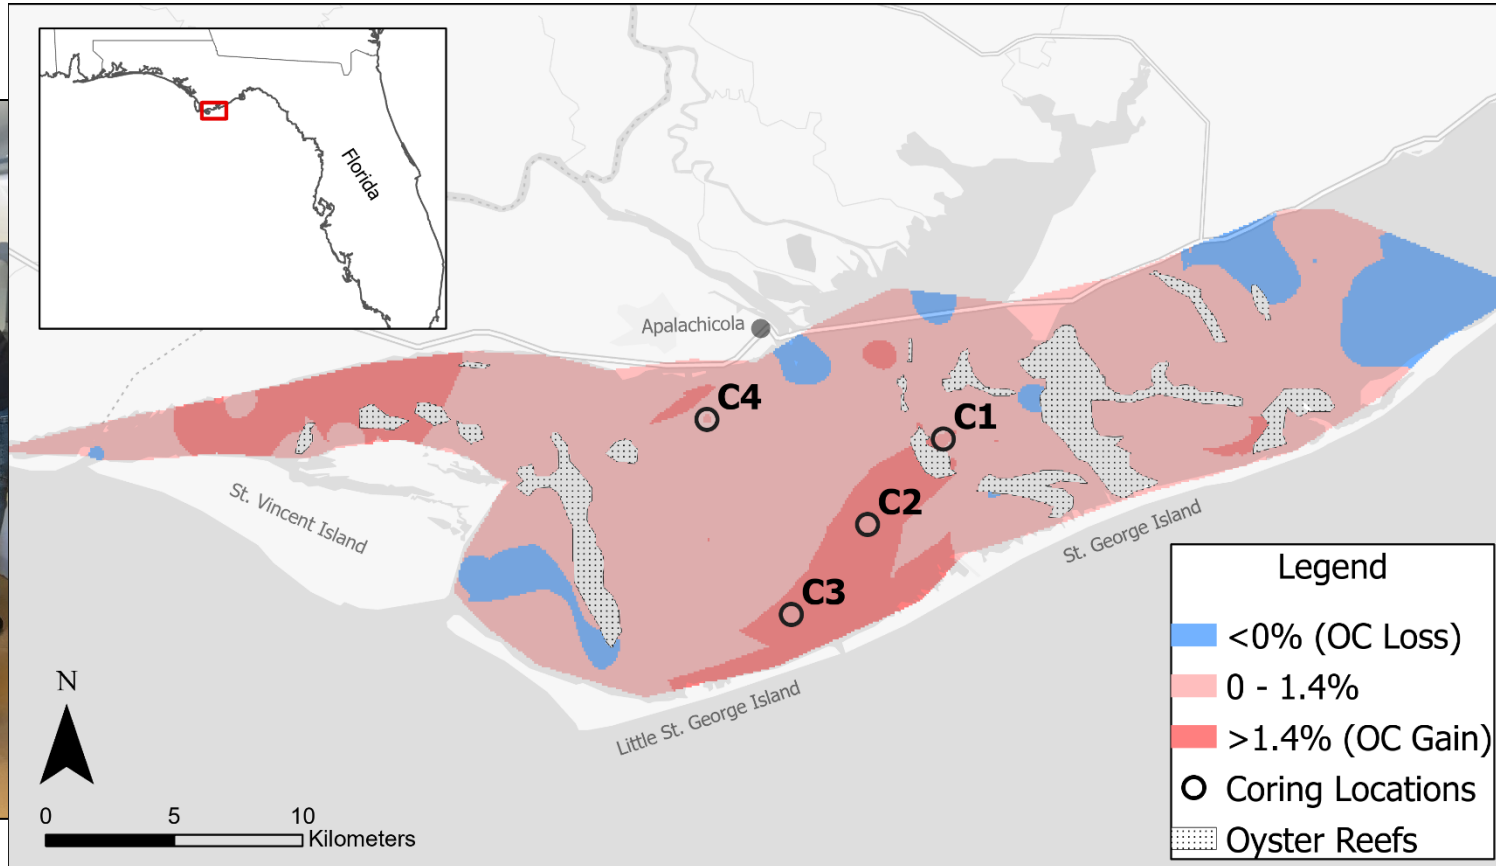 Florida
Apalachicola
C4
C1
C2
C3
St. Vincent Island
St. George Island
Little St. George Island
N
0 5 10
Kilometers
Legend
<0% (OC Loss)
0 - 1.4%
>1.4% (OC Gain)
Coring Locations
Oyster Reefs